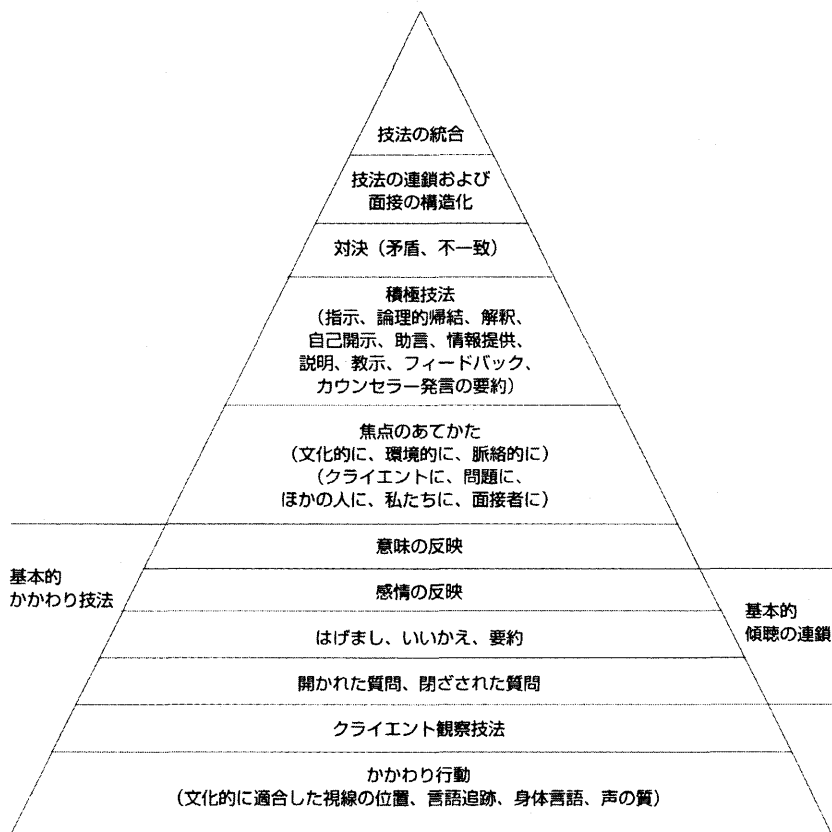 技法の統合
技法の連鎖および
面接の構造化
対決(矛盾、不一致)
積極技法
(指示、論理的帰結、解釈、
自己開示、助言、情報提供、
説明、教示、フィードバック、
カウンセラー発言の要約)
焦点のあてかた
(文化的に、環境的に、脈絡的に)
(クライエントに、問題に、
ほかの人に、私たちに、面接者に)
意味の反映
基本的
かかわり技法
感情の反映
基本的
傾聴の連鎖
はげまし、いいかえ、要約
開かれた質問、閉ざされた質問
クライエント観察技法
かかわり行動
(文化的に適合した視線の位置、言語追跡、身体言語、声の質)